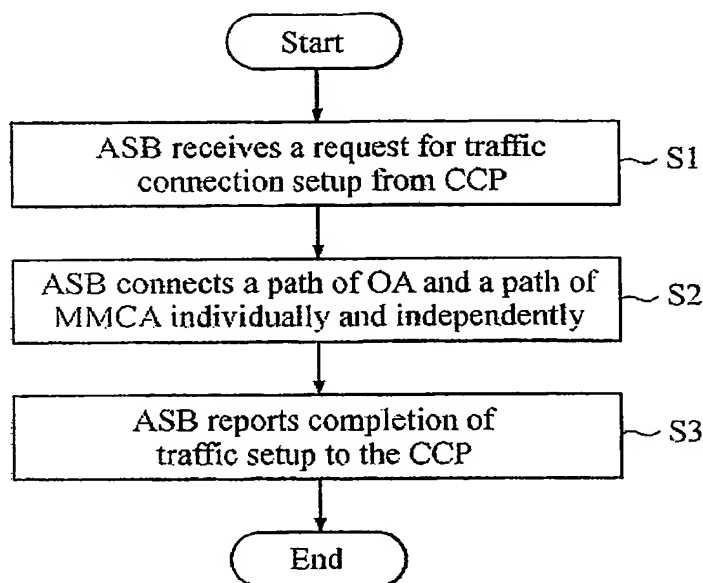 Start
ASB receives a request for traffic
connection setup from CCP
S1
ASB connects a path of OA and a path of
MMCA individually and independently
S2
ASB reports completion of
traffic setup to the CCP
S3
End